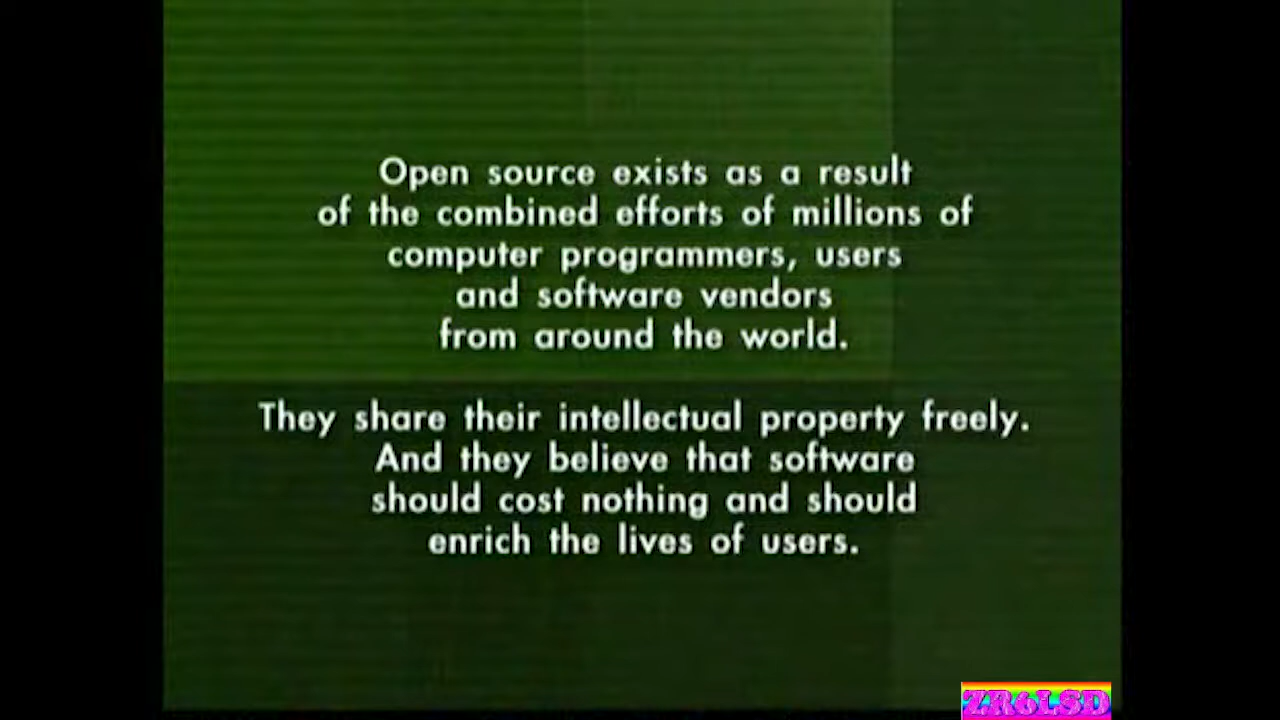 Open source exists as a result
of the combined efforts of millions of
computer programmers, users
and software vendors
from around the world.
They share their intellectual property freely.
And they believe that software
should cost nothing and should
enrich the lives of users.
ZR6LSD